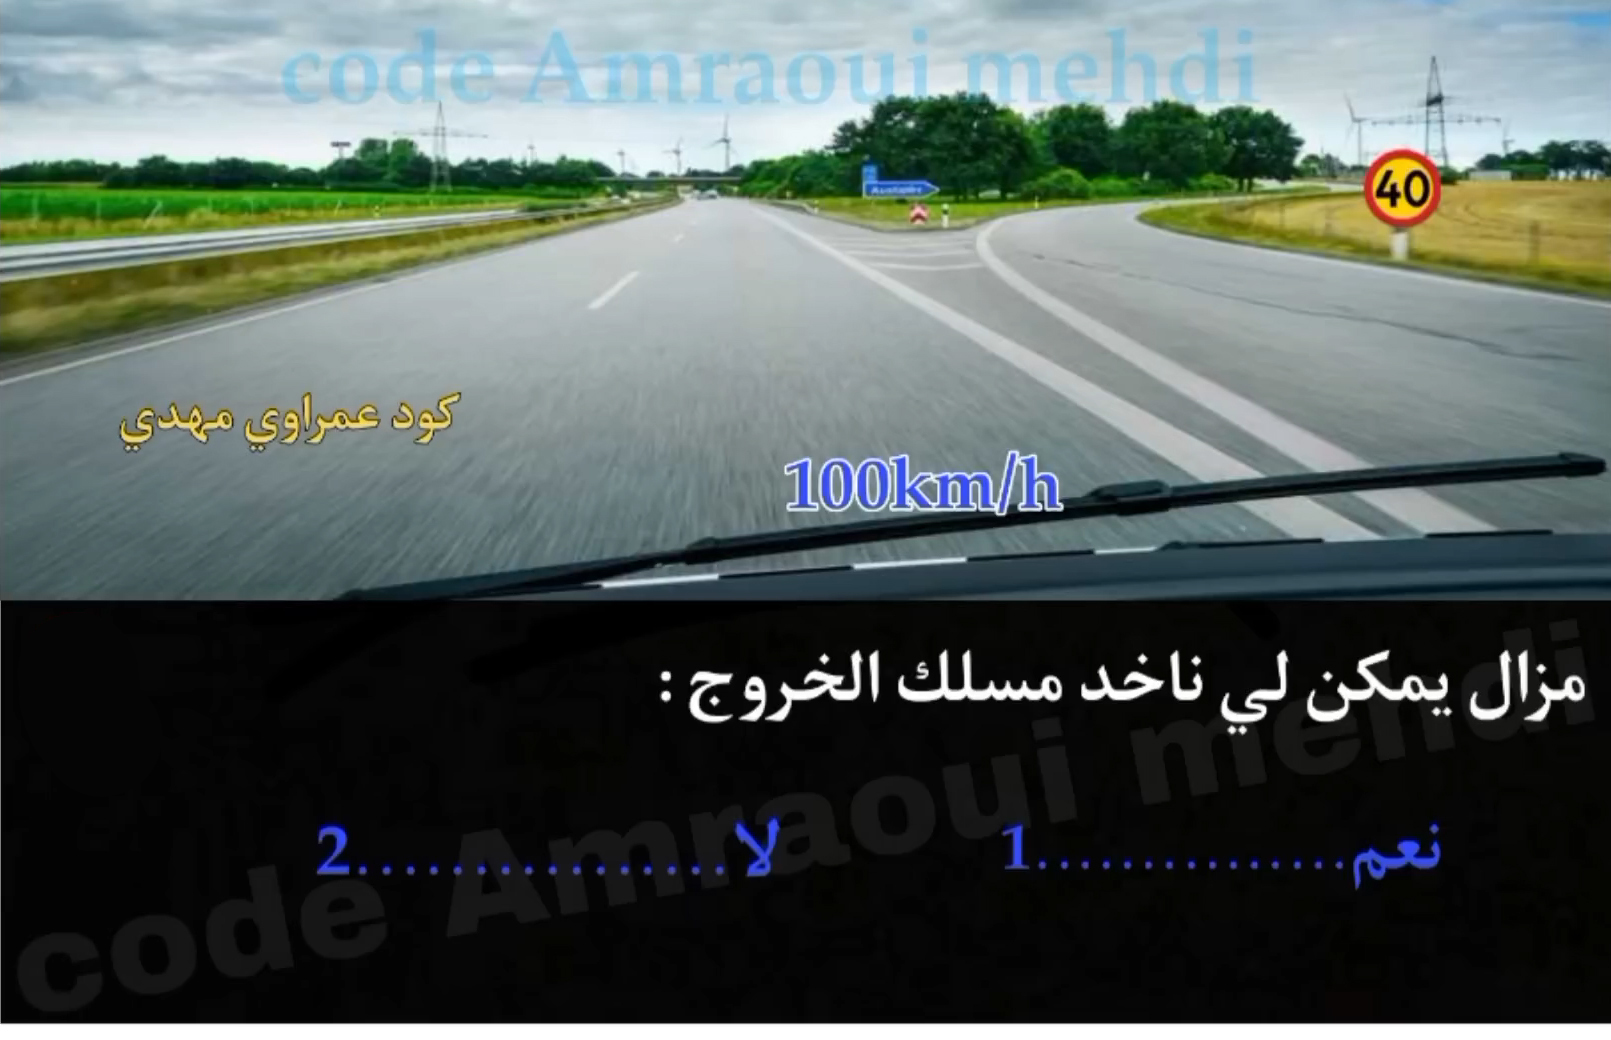 code Amraoui mehdi
Ausfahrt
40
كود عمراوي مهدي
100km/h
مزال يمكن لي ناخد مسلك الخروج :
نعم...............1 لا................2
code Amraoui mehdi